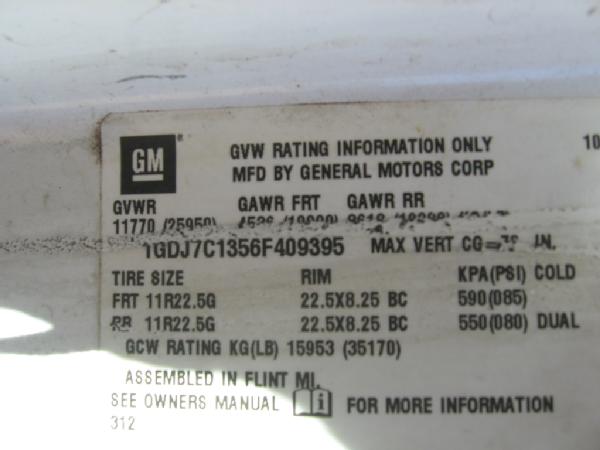 GM
GVW RATING INFORMATION ONLY
10
MFD BY GENERAL MOTORS CORP
GVWR GAWR FRT GAWR RR
11770 (25950)
1GDJ7C1356F409395 MAX VERT CG= IN.
TIRE SIZE RIM KPA(PSI) COLD
FRT 11R22.5G 22.5X8.25 BC 590(085)
RR 11R22.5G 22.5X8.25 BC 550(080) DUAL
GCW RATING KG(LB) 15953 (35170)
ASSEMBLED IN FLINT MI.
SEE OWNERS MANUAL i FOR MORE INFORMATION
312